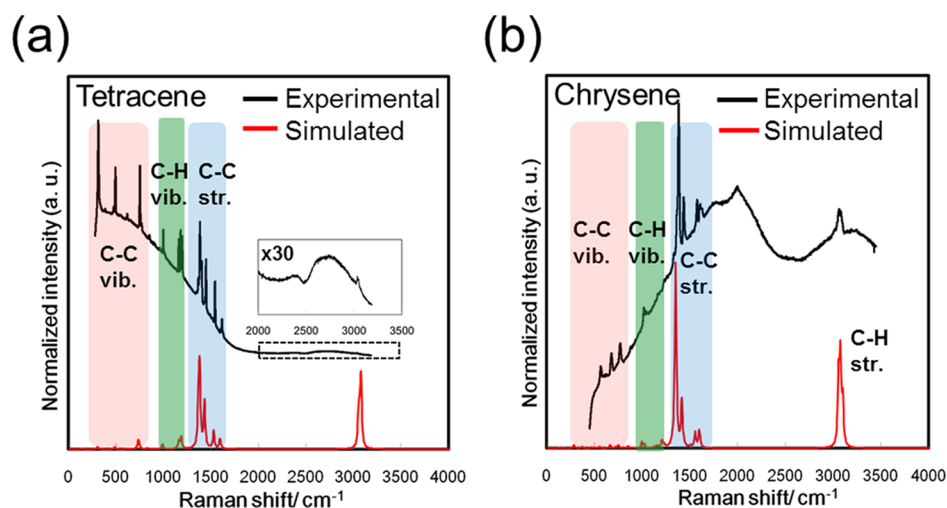 (a)
Tetracene
Experimental
Simulated
C-H
vib.
C-C
str.
C-C
vib.
x30
2000 2500 3000 3500
Normalized intensity (a. u.)
0 500 1000 1500 2000 2500 3000 3500 4000
Raman shift/ cm-1
(b)
Chrysene
Experimental
Simulated
C-C
vib.
C-H
vib.
C-C
str.
C-H
str.
Normalized intensity (a. u.)
0 500 1000 1500 2000 2500 3000 3500 4000
Raman shift/ cm-1